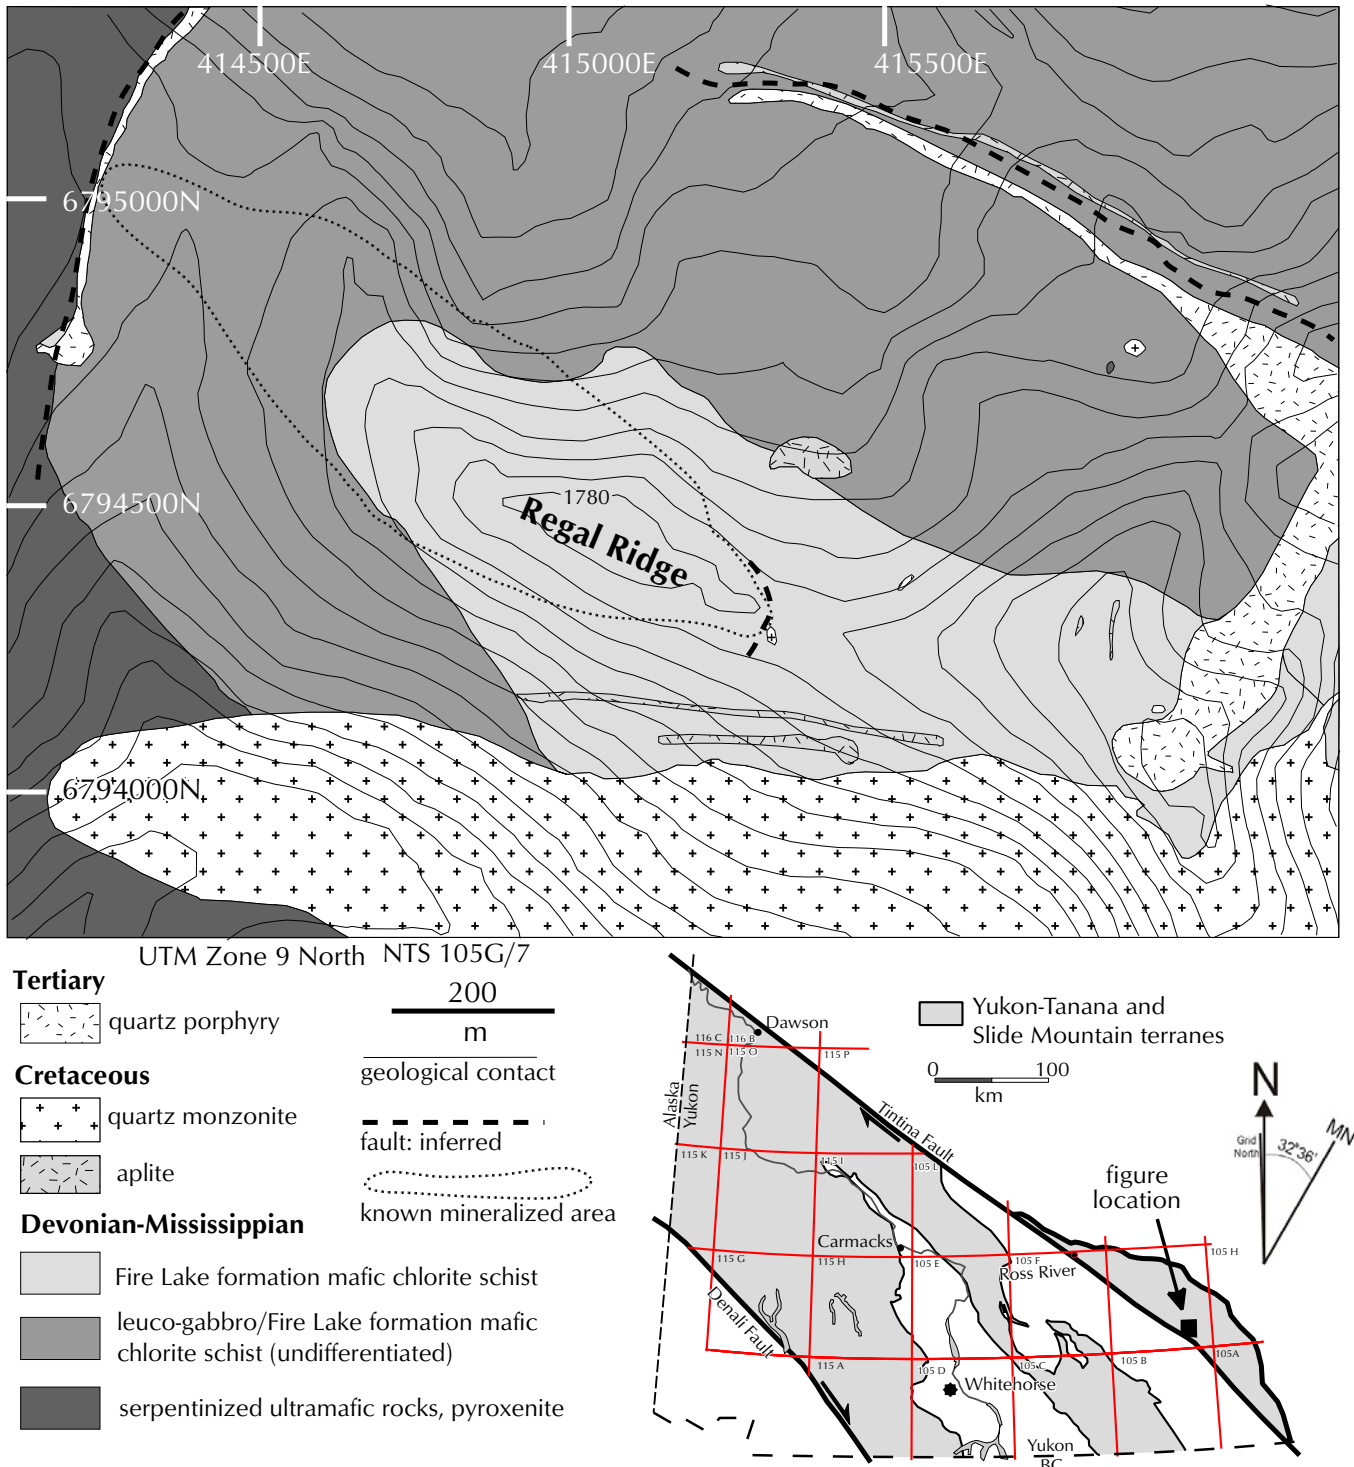 414500E
415000E
415500E
6795000N
6794500N
1780
Regal Ridge
6794000N
UTM Zone 9 North
NTS 105G/7
Tertiary
quartz porphyry
Cretaceous
quartz monzonite
aplite
Devonian-Mississippian
Fire Lake formation mafic chlorite schist
leuco-gabbro/Fire Lake formation mafic
chlorite schist (undifferentiated)
serpentinized ultramafic rocks, pyroxenite
200
m
geological contact
fault: inferred
known mineralized area
Yukon-Tanana and
Slide Mountain terranes
0
100
km
Dawson
116 C
116 B
115 N
115 O
115 P
Alaska
Yukon
Tintina Fault
115 K
115 J
115 I
105 L
figure
location
Carmacks
115 G
115 H
105 E
105 F
Ross River
105 H
Denali Fault
115 A
105 D
105 C
105 B
105A
Whitehorse
Yukon
BC
N
Grid
North
32°36'
MN